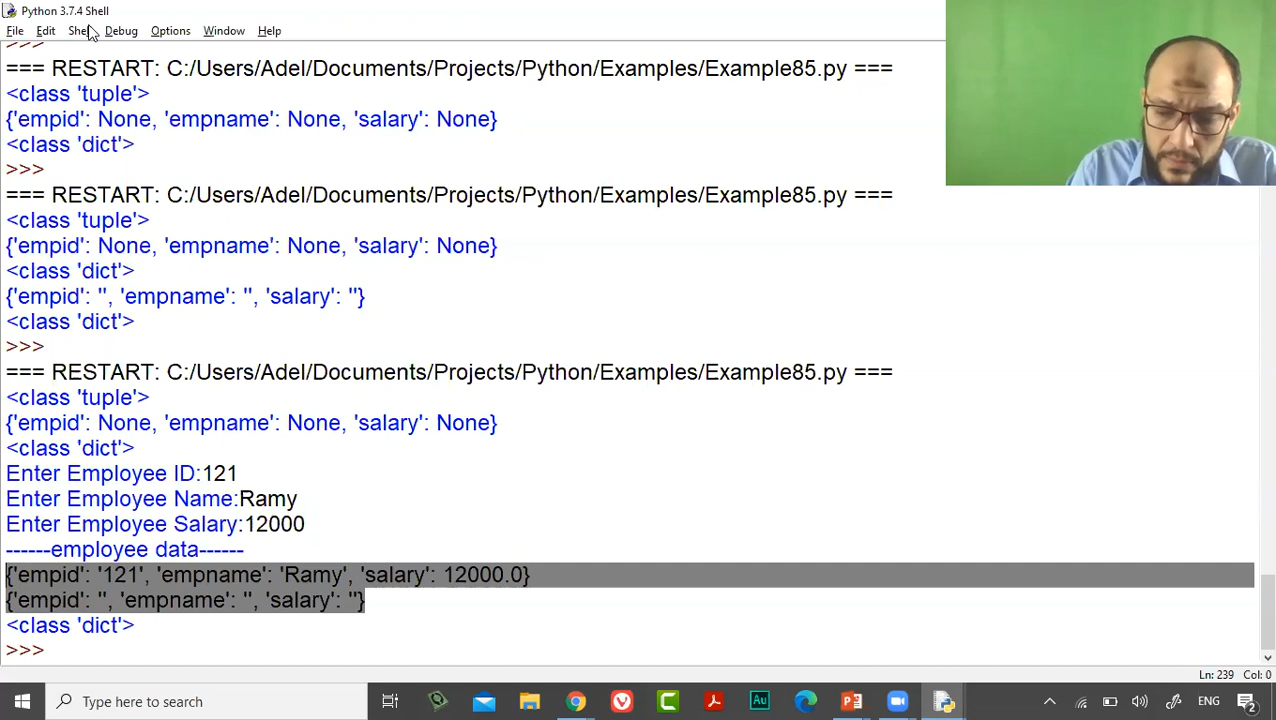 Python 3.7.4 Shell
File Edit Shell Debug Options Window Help
>>>
=== RESTART: C:/Users/Adel/Documents/Projects/Python/Examples/Example85.py ===
<class 'tuple'>
{'empid': None, 'empname': None, 'salary': None}
<class 'dict'>
>>>
=== RESTART: C:/Users/Adel/Documents/Projects/Python/Examples/Example85.py ===
<class 'tuple'>
{'empid': None, 'empname': None, 'salary': None}
<class 'dict'>
{'empid': '', 'empname': '', 'salary': ''}
<class 'dict'>
>>>
=== RESTART: C:/Users/Adel/Documents/Projects/Python/Examples/Example85.py ===
<class 'tuple'>
{'empid': None, 'empname': None, 'salary': None}
<class 'dict'>
Enter Employee ID:121
Enter Employee Name:Ramy
Enter Employee Salary:12000
------employee data------
{'empid': '121', 'empname': 'Ramy', 'salary': 12000.0}
{'empid': '', 'empname': '', 'salary': ''}
<class 'dict'>
>>>
Ln: 239 Col: 0
Type here to search
Au
ENG
2